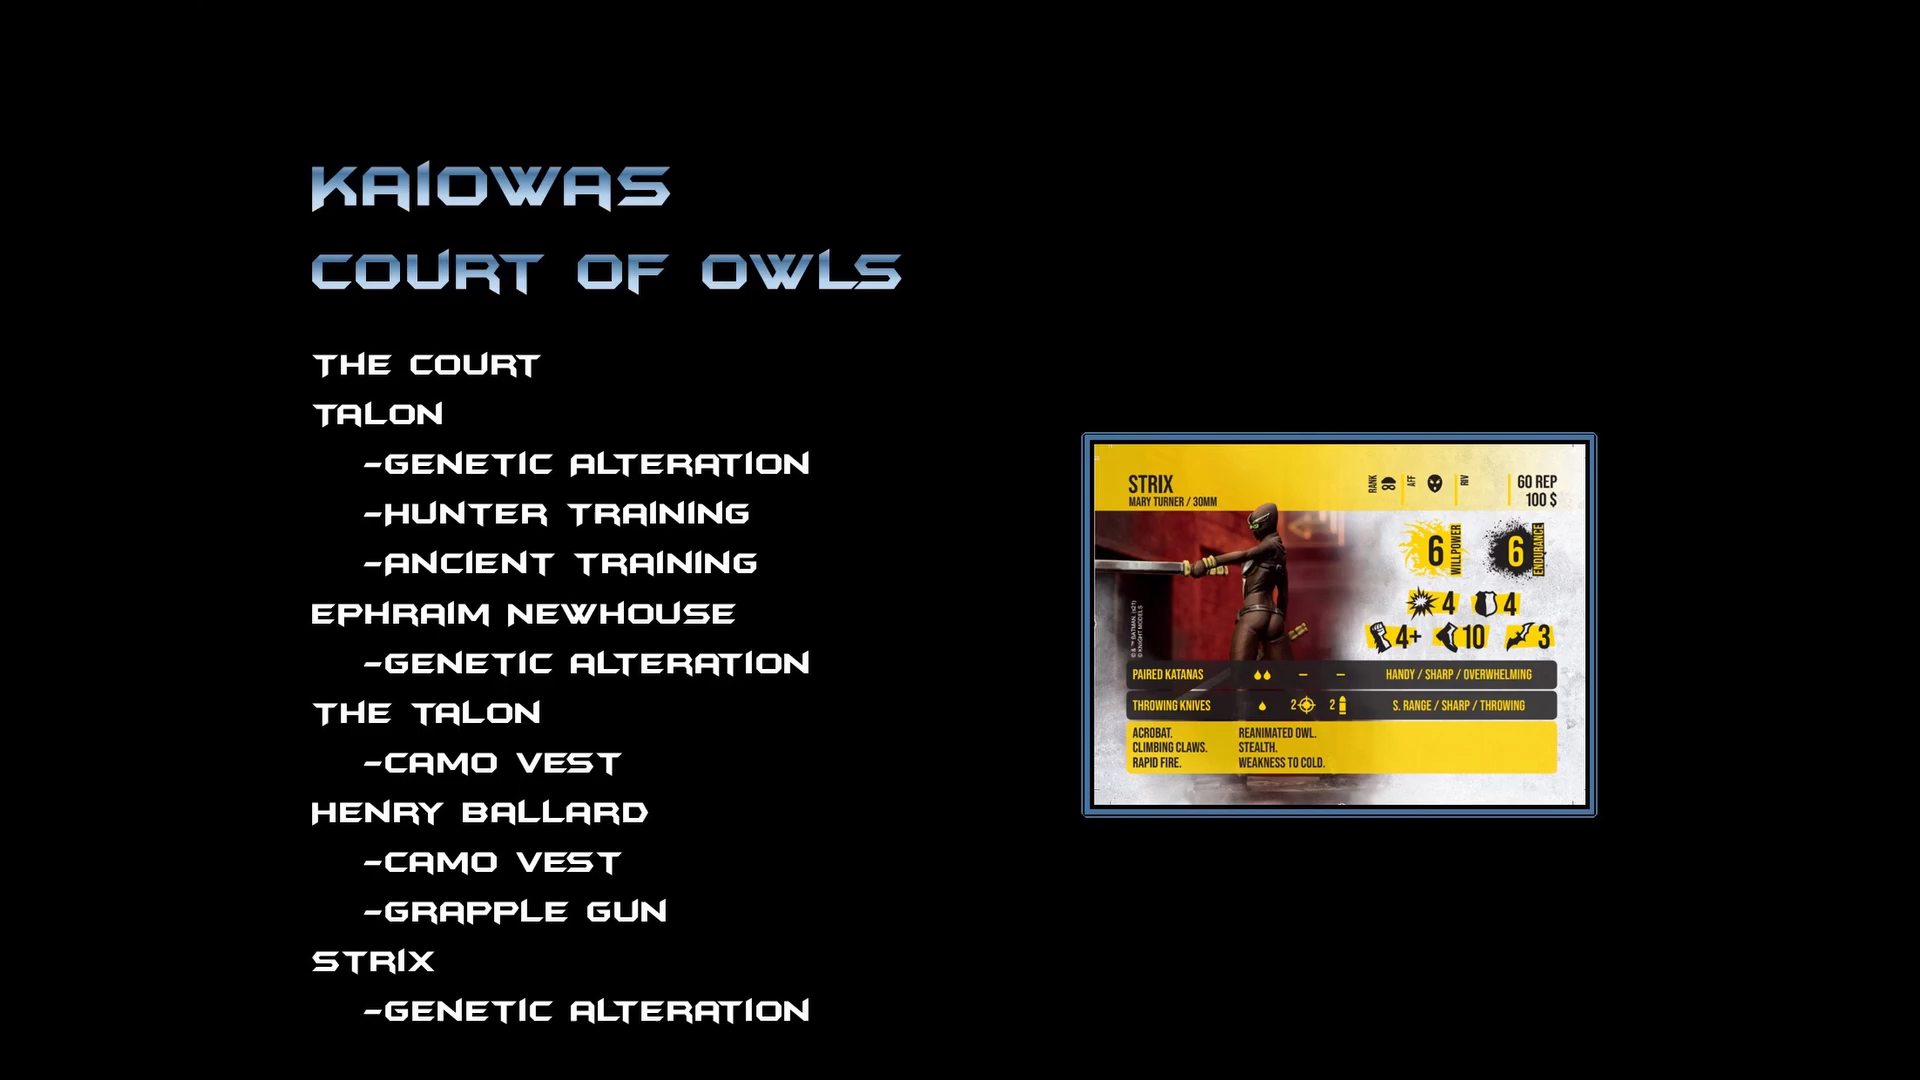 KAIOWAS
COURT OF OWLS
THE COURT
TALON
-GENETIC ALTERATION
-HUNTER TRAINING
-ANCIENT TRAINING
EPHRAIM NEWHOUSE
-GENETIC ALTERATION
THE TALON
-CAMO VEST
HENRY BALLARD
-CAMO VEST
-GRAPPLE GUN
STRIX
-GENETIC ALTERATION
STRIX
MARY TURNER / 30MM
RANK AFF RIV
60 REP
100 $
6 WILLPOWER 6 ENDURANCE
4 4
4+ 10 3
PAIRED KATANAS - - HANDY / SHARP / OVERWHELMING
THROWING KNIVES 2 2 S. RANGE / SHARP / THROWING
ACROBAT. REANIMATED OWL.
CLIMBING CLAWS. STEALTH.
RAPID FIRE. WEAKNESS TO COLD.